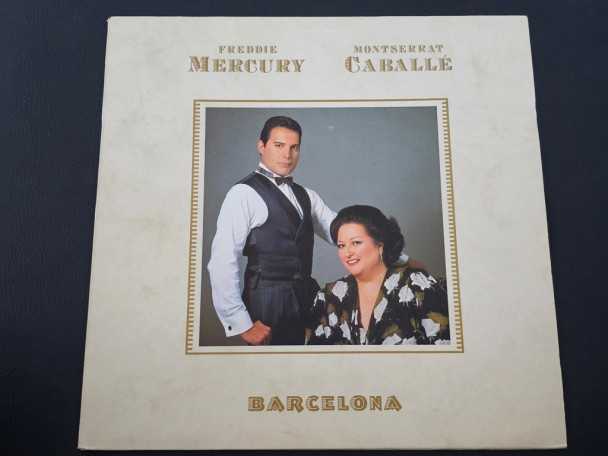 FREDDIE MONTSERRAT
MERCURY CABALLÉ
BARCELONA